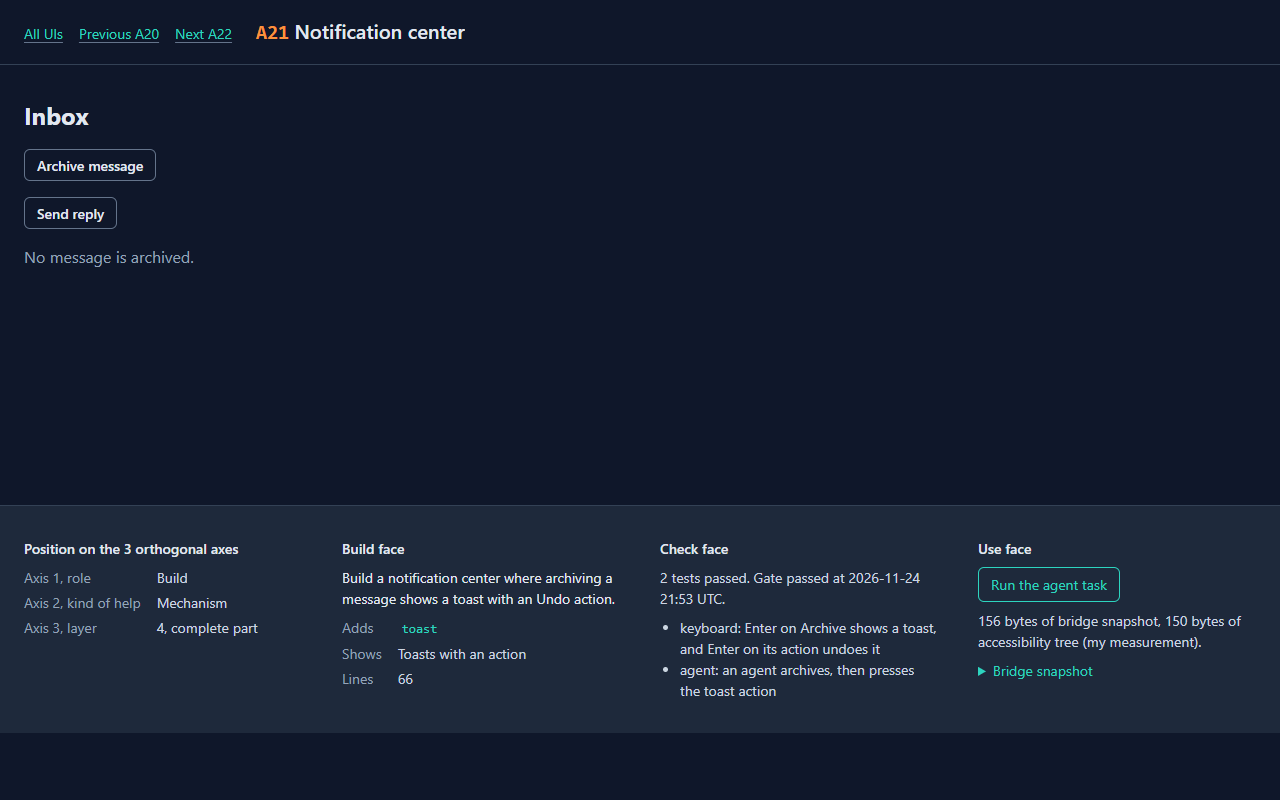 All UIs Previous A20 Next A22 A21 Notification center
Inbox
Archive message
Send reply
No message is archived.
Position on the 3 orthogonal axes
Axis 1, role Build
Axis 2, kind of help Mechanism
Axis 3, layer 4, complete part
Build face
Build a notification center where archiving a
message shows a toast with an Undo action.
Adds toast
Shows Toasts with an action
Lines 66
Check face
2 tests passed. Gate passed at 2026-11-24
21:53 UTC.
• keyboard: Enter on Archive shows a toast,
and Enter on its action undoes it
• agent: an agent archives, then presses
the toast action
Use face
Run the agent task
156 bytes of bridge snapshot, 150 bytes of
accessibility tree (my measurement).
▶ Bridge snapshot